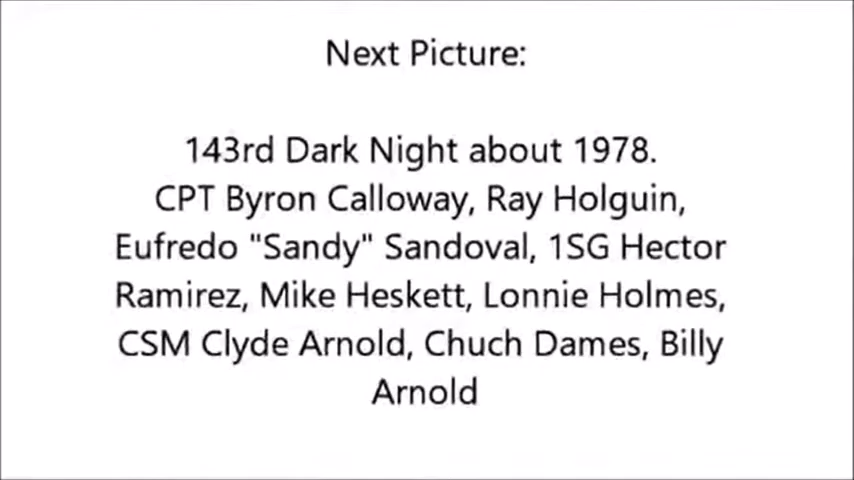 Next Picture:
143rd Dark Night about 1978.
CPT Byron Calloway, Ray Holguin,
Eufredo "Sandy" Sandoval, 1SG Hector
Ramirez, Mike Heskett, Lonnie Holmes,
CSM Clyde Arnold, Chuch Dames, Billy
Arnold